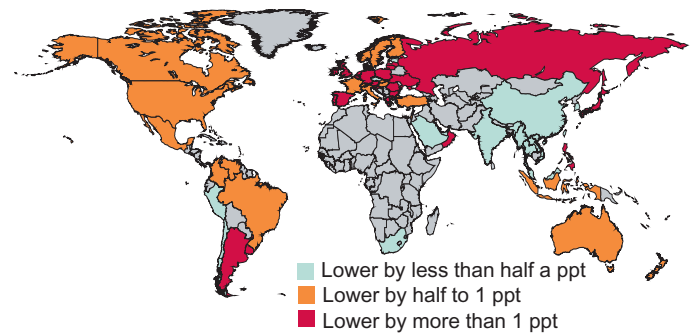 Lower by less than half a ppt
Lower by half to 1 ppt
Lower by more than 1 ppt